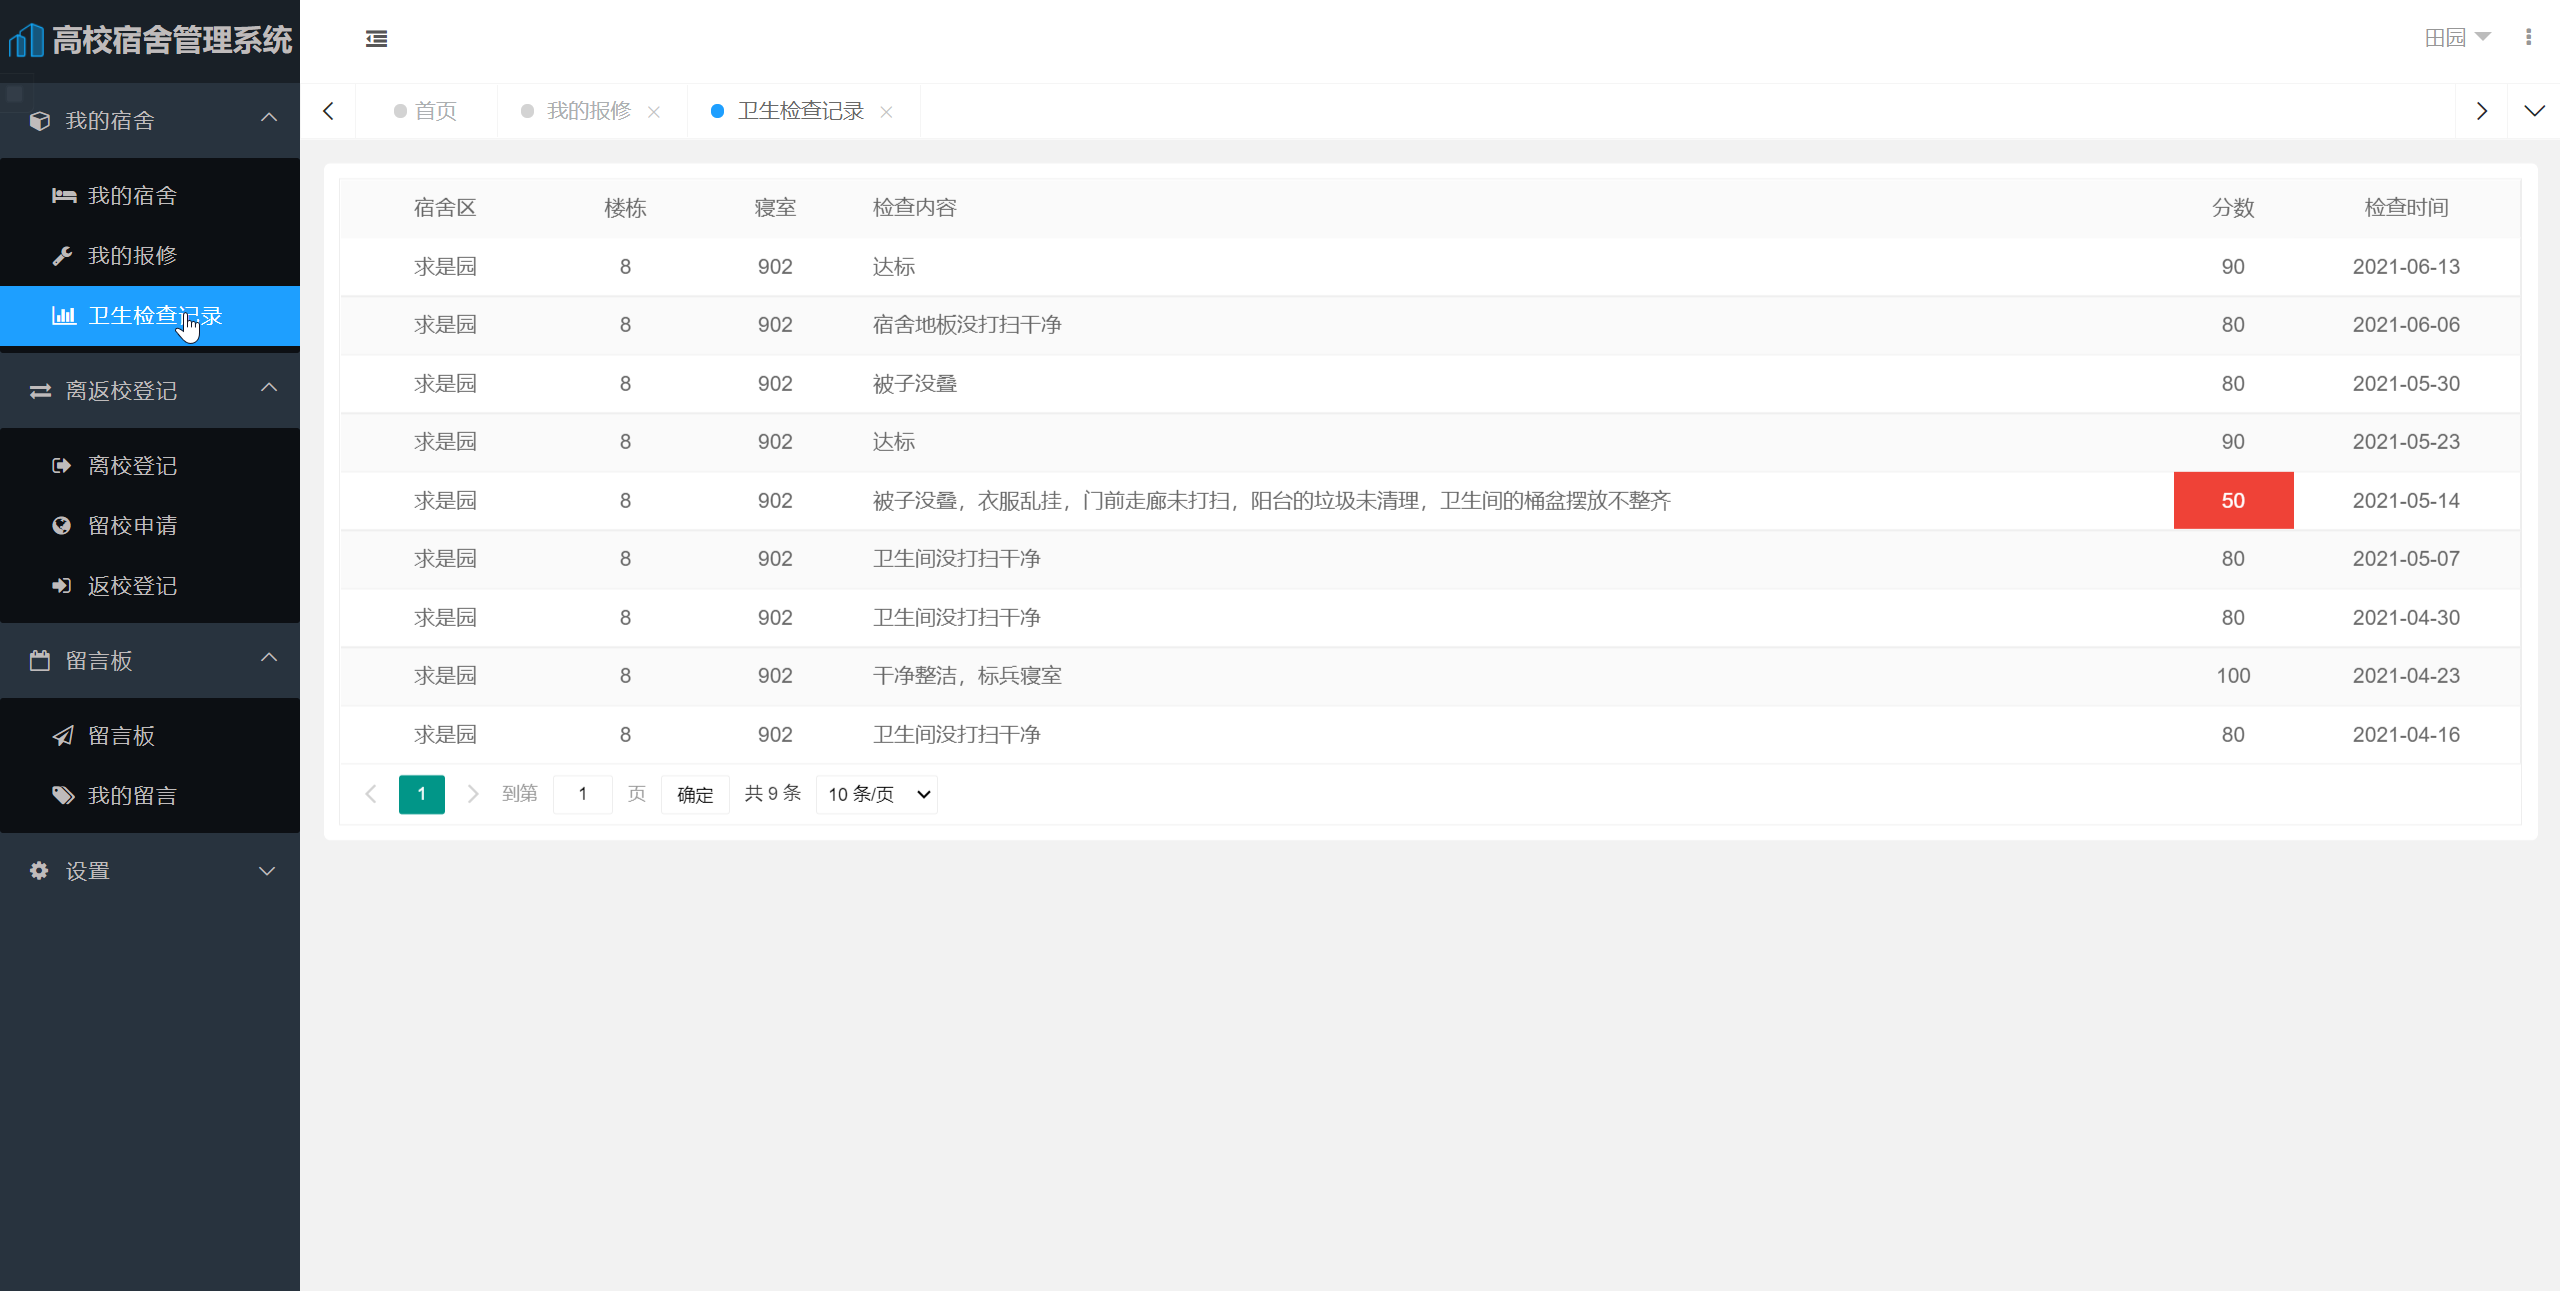 高校宿舍管理系统
田园
首页 我的报修 卫生检查记录
我的宿舍
我的宿舍
我的报修
卫生检查记录
离返校登记
离校登记
留校申请
返校登记
留言板
留言板
我的留言
设置
宿舍区 楼栋 寝室 检查内容 分数 检查时间
求是园 8 902 达标 90 2021-06-13
求是园 8 902 宿舍地板没打扫干净 80 2021-06-06
求是园 8 902 被子没叠 80 2021-05-30
求是园 8 902 达标 90 2021-05-23
求是园 8 902 被子没叠，衣服乱挂，门前走廊未打扫，阳台的垃圾未清理，卫生间的桶盆摆放不整齐 50 2021-05-14
求是园 8 902 卫生间没打扫干净 80 2021-05-07
求是园 8 902 卫生间没打扫干净 80 2021-04-30
求是园 8 902 干净整洁，标兵寝室 100 2021-04-23
求是园 8 902 卫生间没打扫干净 80 2021-04-16
1 到第 1 页 确定 共 9 条 10 条/页